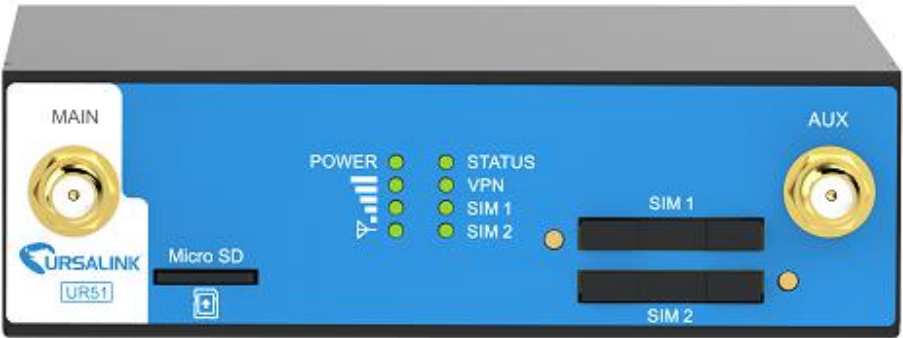 MAIN
AUX
POWER
STATUS
VPN
SIM 1
SIM 2
SIM 1
Micro SD
URSALINK
UR51
SIM 2